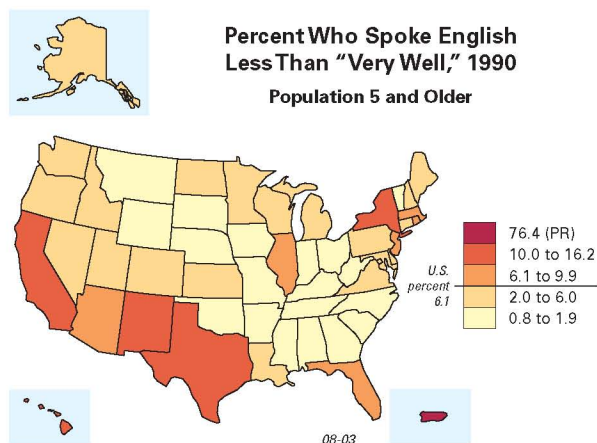 Percent Who Spoke English
Less Than “Very Well,” 1990
Population 5 and Older
76.4 (PR)
10.0 to 16.2
6.1 to 9.9
U.S.
percent
6.1
2.0 to 6.0
0.8 to 1.9
08-03